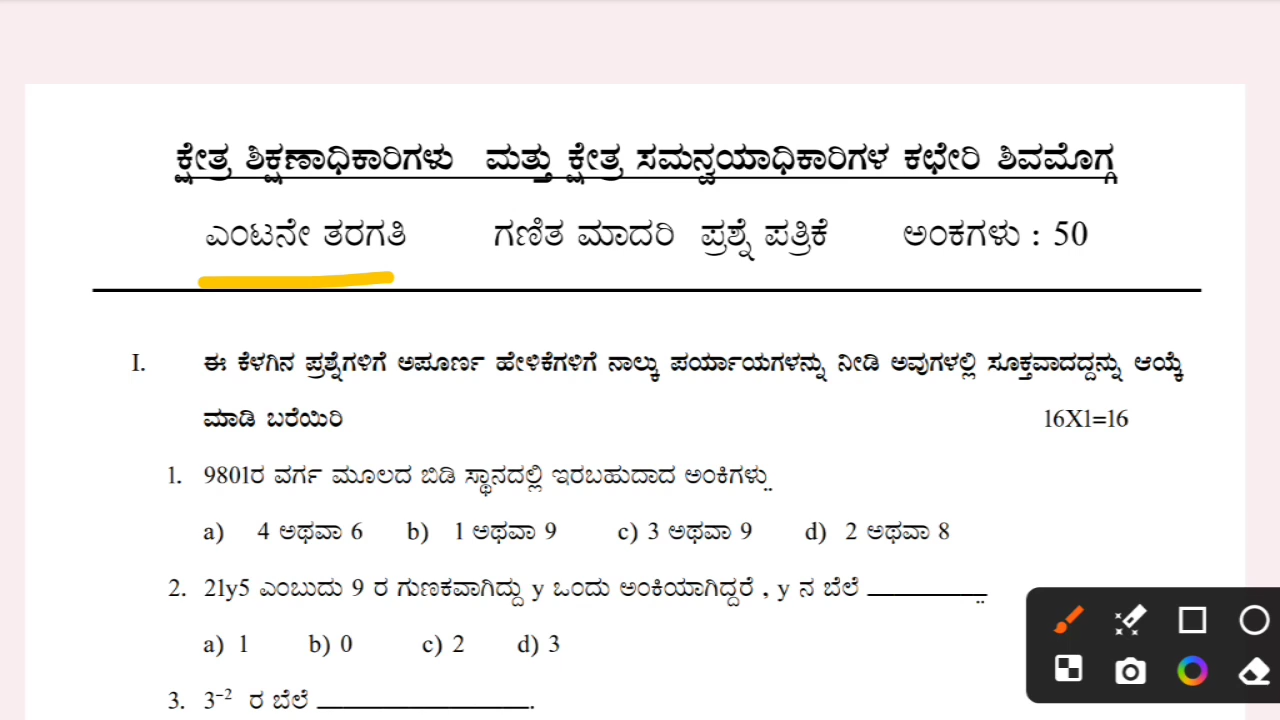 ಕ್ಷೇತ್ರ ಶಿಕ್ಷಣಾಧಿಕಾರಿಗಳು ಮತ್ತು ಕ್ಷೇತ್ರ ಸಮನ್ವಯಾಧಿಕಾರಿಗಳ ಕಛೇರಿ ಶಿವಮೊಗ್ಗ
ಎಂಟನೇ ತರಗತಿ ಗಣಿತ ಮಾದರಿ ಪ್ರಶ್ನೆ ಪತ್ರಿಕೆ ಅಂಕಗಳು : 50
I. ಈ ಕೆಳಗಿನ ಪ್ರಶ್ನೆಗಳಿಗೆ ಅಪೂರ್ಣ ಹೇಳಿಕೆಗಳಿಗೆ ನಾಲ್ಕು ಪರ್ಯಾಯಗಳನ್ನು ನೀಡಿ ಅವುಗಳಲ್ಲಿ ಸೂಕ್ತವಾದದ್ದನ್ನು ಆಯ್ಕೆ
ಮಾಡಿ ಬರೆಯಿರಿ 16X1=16
1. 9801ರ ವರ್ಗ ಮೂಲದ ಬಿಡಿ ಸ್ಥಾನದಲ್ಲಿ ಇರಬಹುದಾದ ಅಂಕಿಗಳು..
a) 4 ಅಥವಾ 6 b) 1 ಅಥವಾ 9 c) 3 ಅಥವಾ 9 d) 2 ಅಥವಾ 8
2. 21y5 ಎಂಬುದು 9 ರ ಗುಣಕವಾಗಿದ್ದು y ಒಂದು ಅಂಕಿಯಾಗಿದ್ದರೆ , y ನ ಬೆಲೆ __________..
a) 1 b) 0 c) 2 d) 3
3. 3⁻² ರ ಬೆಲೆ __________________.